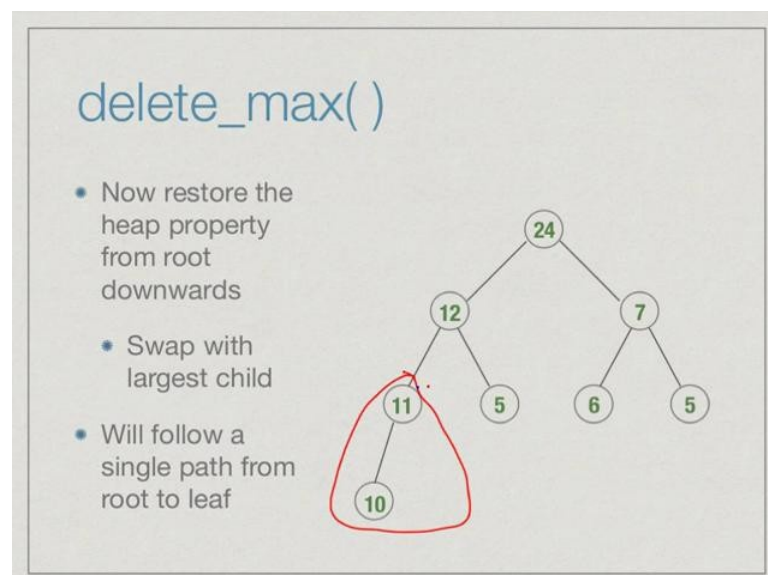 delete_max( )
Now restore the
heap property
from root
downwards
Swap with
largest child
Will follow a
single path from
root to leaf
24
12
7
11
5
6
5
10